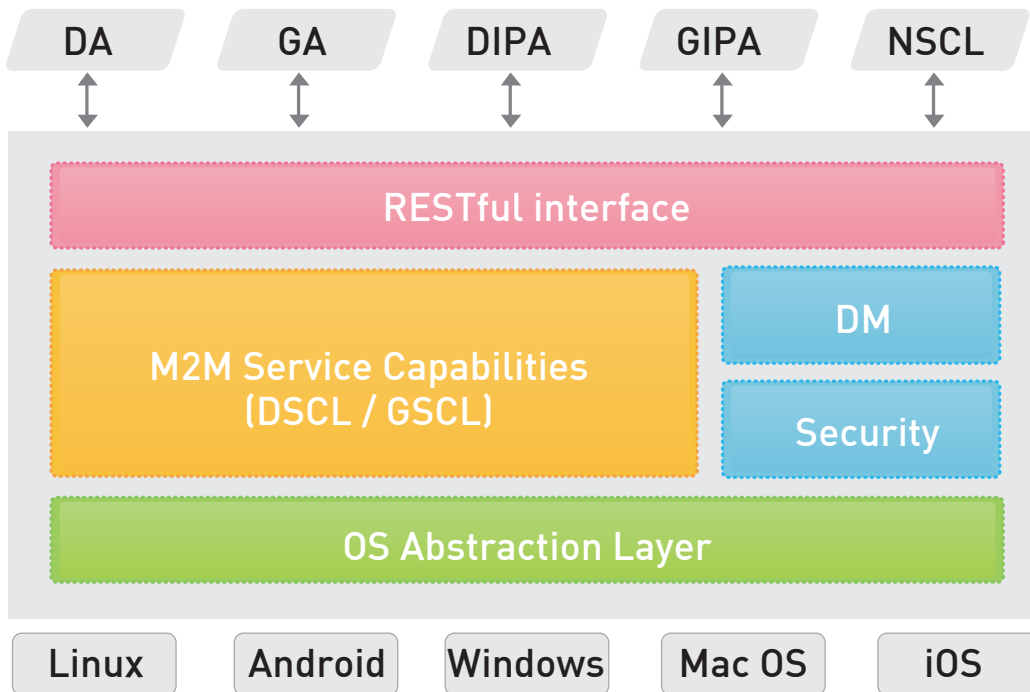 DA
GA
DIPA
GIPA
NSCL
RESTful interface
M2M Service Capabilities
(DSCL / GSCL)
DM
Security
OS Abstraction Layer
Linux
Android
Windows
Mac OS
iOS